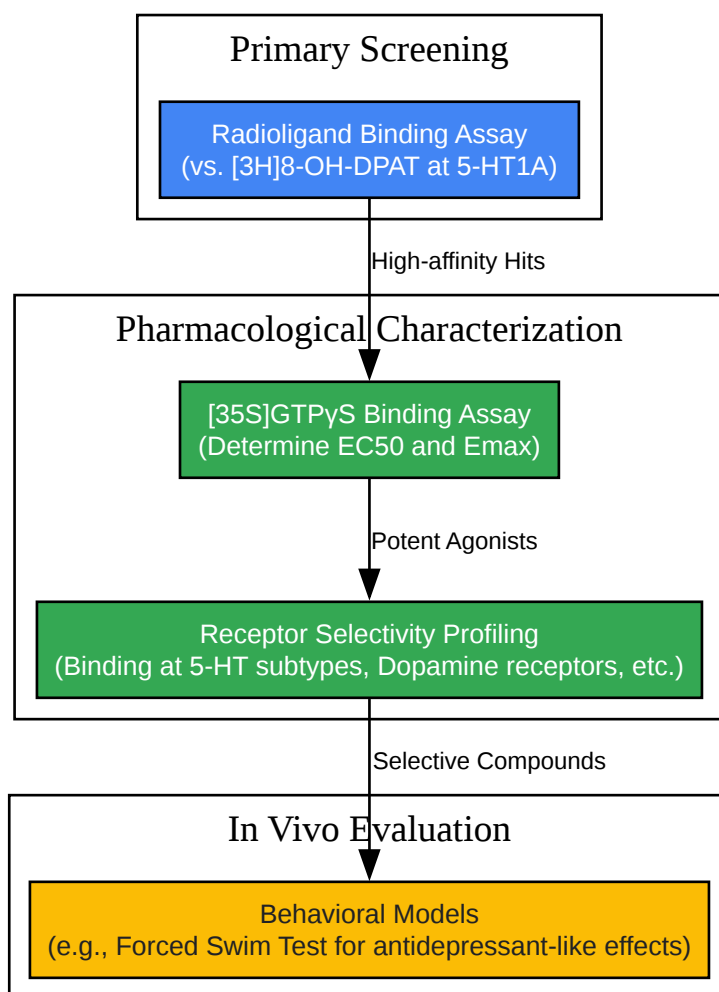 Primary Screening
Radioligand Binding Assay
(vs. [3H]8-OH-DPAT at 5-HT1A)
High-affinity Hits
Pharmacological Characterization
[35S]GTPγS Binding Assay
(Determine EC50 and Emax)
Potent Agonists
Receptor Selectivity Profiling
(Binding at 5-HT subtypes, Dopamine receptors, etc.)
Selective Compounds
In Vivo Evaluation
Behavioral Models
(e.g., Forced Swim Test for antidepressant-like effects)